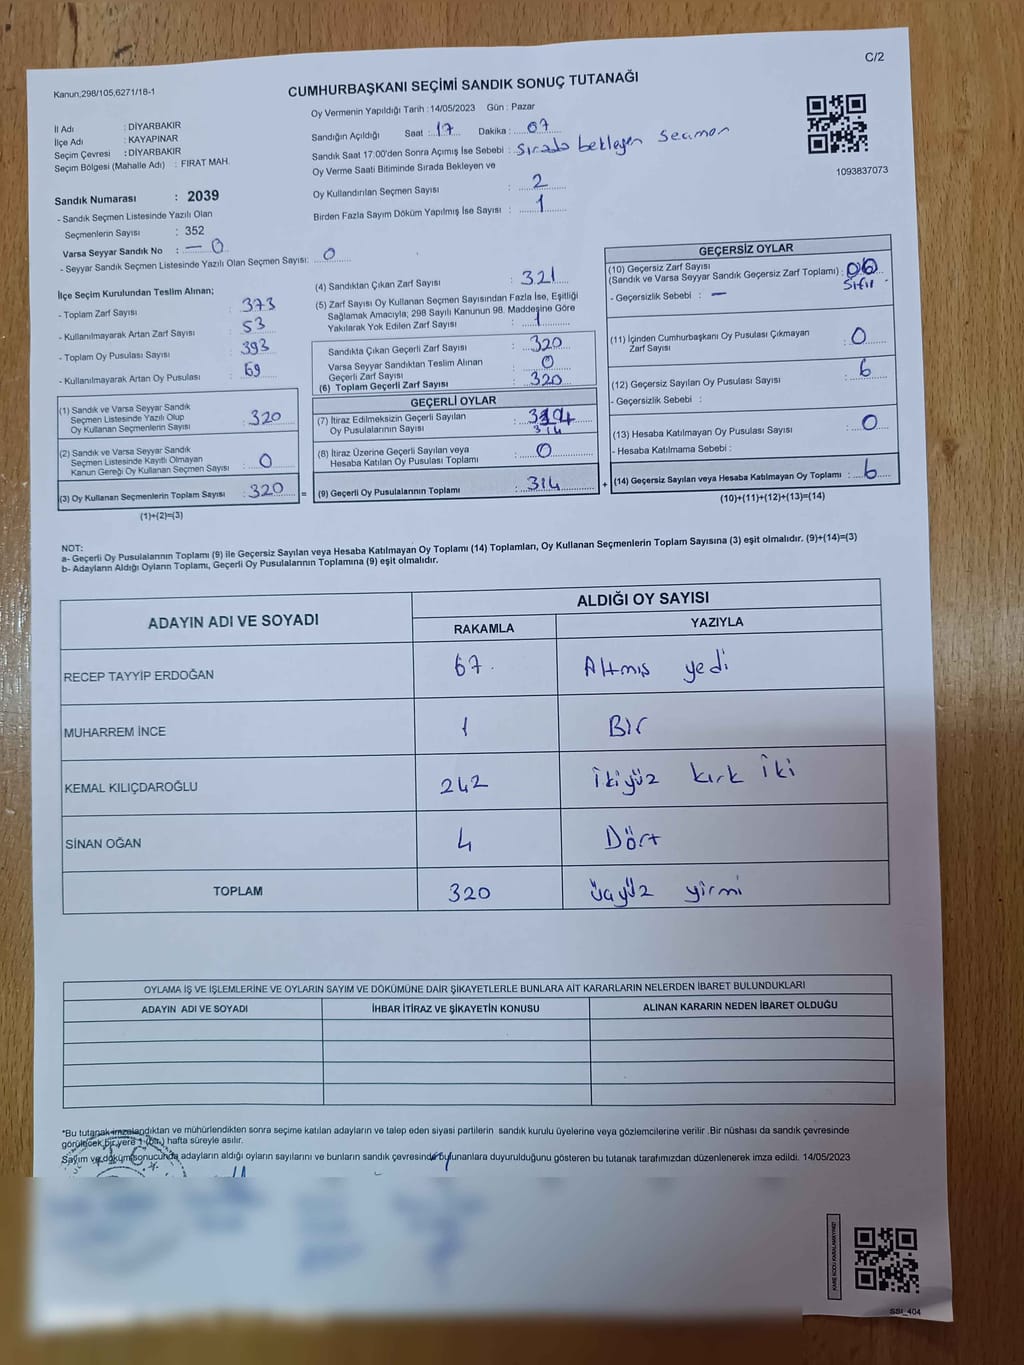 C/2
Kanun,298/105,6271/18-1
CUMHURBAŞKANI SEÇİMİ SANDIK SONUÇ TUTANAĞI
Oy Vermenin Yapıldığı Tarih : 14/05/2023 Gün : Pazar
İl Adı : DİYARBAKIR
İlçe Adı : KAYAPINAR
Seçim Çevresi : DİYARBAKIR
Seçim Bölgesi (Mahalle Adı) : FIRAT MAH.
Sandığın Açıldığı Saat : 17 Dakika : 07
Sandık Saat 17:00'den Sonra Açımış İse Sebebi : Sırada bekleyen Seçmen
Oy Verme Saati Bitiminde Sırada Bekleyen ve
Oy Kullandırılan Seçmen Sayısı : 2
Birden Fazla Sayım Döküm Yapılmış İse Sayısı : 1
1093837073
Sandık Numarası : 2039
- Sandık Seçmen Listesinde Yazılı Olan
Seçmenlerin Sayısı : 352
Varsa Seyyar Sandık No : — 0
- Seyyar Sandık Seçmen Listesinde Yazılı Olan Seçmen Sayısı: 0
İlçe Seçim Kurulundan Teslim Alınan;
- Toplam Zarf Sayısı : 373
- Kullanılmayarak Artan Zarf Sayısı : 53
- Toplam Oy Pusulası Sayısı : 393
- Kullanılmayarak Artan Oy Pusulası : 69
(1) Sandık ve Varsa Seyyar Sandık
Seçmen Listesinde Yazılı Olup
Oy Kullanan Seçmenlerin Sayısı : 320
(2) Sandık ve Varsa Seyyar Sandık
Seçmen Listesinde Kayıtlı Olmayan
Kanun Gereği Oy Kullanan Seçmen Sayısı : 0
(3) Oy Kullanan Seçmenlerin Toplam Sayısı : 320 =
(1)+(2)=(3)
(4) Sandıktan Çıkan Zarf Sayısı : 321
(5) Zarf Sayısı Oy Kullanan Seçmen Sayısından Fazla İse, Eşitliği
Sağlamak Amacıyla; 298 Sayılı Kanunun 98. Maddesine Göre
Yakılarak Yok Edilen Zarf Sayısı : 1
Sandıkta Çıkan Geçerli Zarf Sayısı : 320
Varsa Seyyar Sandıktan Teslim Alınan
Geçerli Zarf Sayısı : 0
(6) Toplam Geçerli Zarf Sayısı : 320
GEÇERLİ OYLAR
(7) İtiraz Edilmeksizin Geçerli Sayılan
Oy Pusulalarının Sayısı : 314
(8) İtiraz Üzerine Geçerli Sayılan veya
Hesaba Katılan Oy Pusulası Toplamı : 0
(9) Geçerli Oy Pusulalarının Toplamı : 314 +
GEÇERSİZ OYLAR
(10) Geçersiz Zarf Sayısı
(Sandık ve Varsa Seyyar Sandık Geçersiz Zarf Toplamı) :
Sıfır
- Geçersizlik Sebebi : —
(11) İçinden Cumhurbaşkanı Oy Pusulası Çıkmayan
Zarf Sayısı : 0
(12) Geçersiz Sayılan Oy Pusulası Sayısı : 6
- Geçersizlik Sebebi :
(13) Hesaba Katılmayan Oy Pusulası Sayısı : 0
- Hesaba Katılmama Sebebi :
(14) Geçersiz Sayılan veya Hesaba Katılmayan Oy Toplamı : 6
(10)+(11)+(12)+(13)=(14)
NOT:
a- Geçerli Oy Pusulalarının Toplamı (9) ile Geçersiz Sayılan veya Hesaba Katılmayan Oy Toplamı (14) Toplamları, Oy Kullanan Seçmenlerin Toplam Sayısına (3) eşit olmalıdır. (9)+(14)=(3)
b- Adayların Aldığı Oyların Toplamı, Geçerli Oy Pusulalarının Toplamına (9) eşit olmalıdır.
ADAYIN ADI VE SOYADI
ALDIĞI OY SAYISI
RAKAMLA YAZIYLA
RECEP TAYYİP ERDOĞAN 67. Altmış yedi
MUHARREM İNCE 1 Bir
KEMAL KILIÇDAROĞLU 242 İkiyüz kırk iki
SİNAN OĞAN 4 Dört
TOPLAM 320 üçyüz yirmi
OYLAMA İŞ VE İŞLEMLERİNE VE OYLARIN SAYIM VE DÖKÜMÜNE DAİR ŞİKAYETLERLE BUNLARA AİT KARARLARIN NELERDEN İBARET BULUNDUKLARI
ADAYIN ADI VE SOYADI İHBAR İTİRAZ VE ŞİKAYETİN KONUSU ALINAN KARARIN NEDEN İBARET OLDUĞU
*Bu tutanak imzalandıktan ve mühürlendikten sonra seçime katılan adayların ve talep eden siyasi partilerin sandık kurulu üyelerine veya gözlemcilerine verilir .Bir nüshası da sandık çevresinde
görülecek bir yere 1 (bir) hafta süreyle asılır.
Sayım ve döküm sonucunda adayların aldığı oyların sayılarını ve bunların sandık çevresinde bulunanlara duyurulduğunu gösteren bu tutanak tarafımızdan düzenlenerek imza edildi. 14/05/2023
KARE KODU KARALAMAYINIZ!
SSI_404